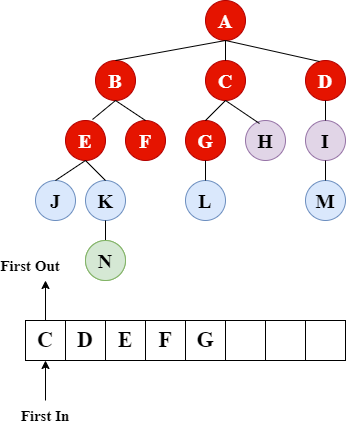 A
B C D
E F G H I
J K L M
N
First Out
C D E F G
First In